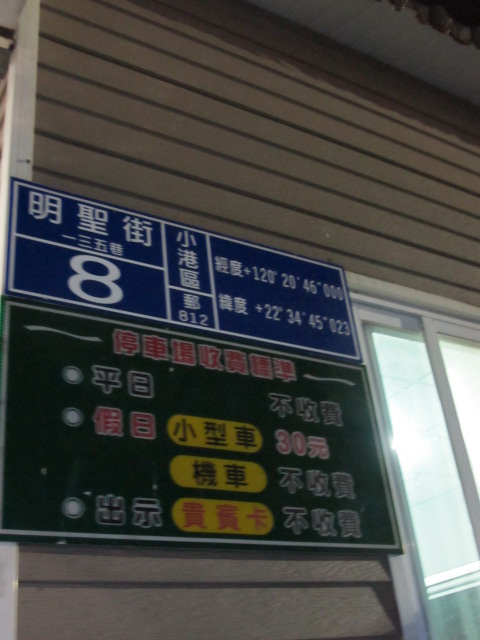 明聖街
一三五巷
8
小港區
郵
812
經度+120°20'46"000
緯度 +22°34'45"023
停車場收費標準
平日 不收費
假日 小型車 30元
機車 不收費
出示 貴賓卡 不收費